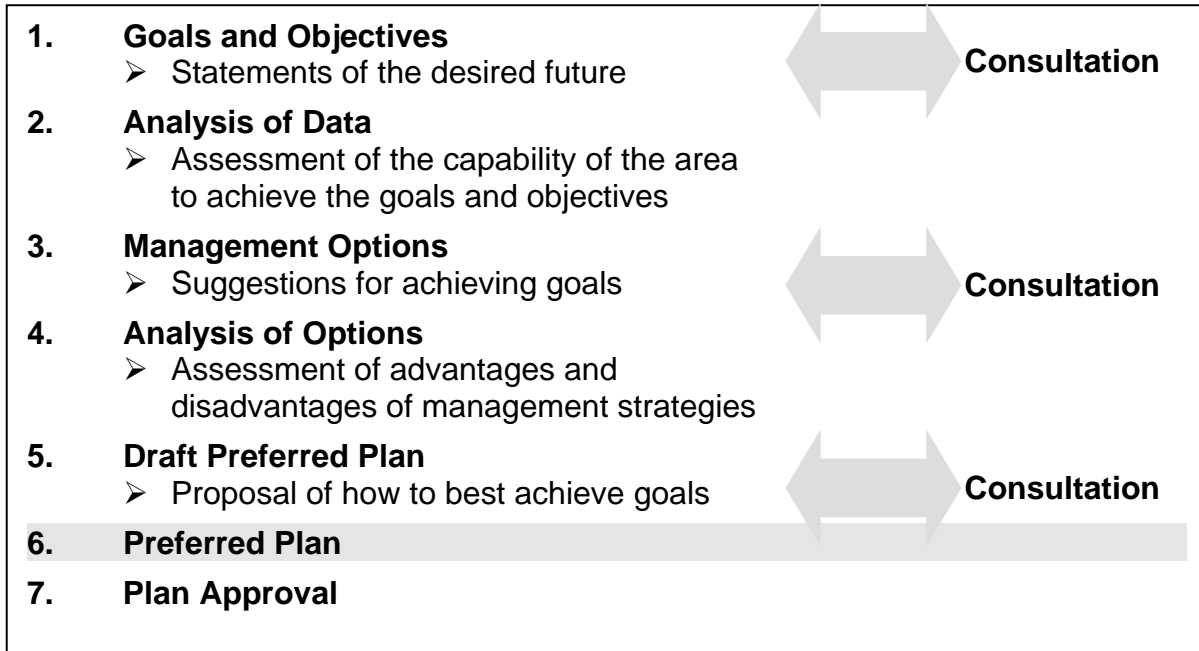 1. Goals and Objectives
➢ Statements of the desired future
Consultation
2. Analysis of Data
➢ Assessment of the capability of the area
to achieve the goals and objectives
3. Management Options
➢ Suggestions for achieving goals
Consultation
4. Analysis of Options
➢ Assessment of advantages and
disadvantages of management strategies
5. Draft Preferred Plan
➢ Proposal of how to best achieve goals
Consultation
6. Preferred Plan
7. Plan Approval